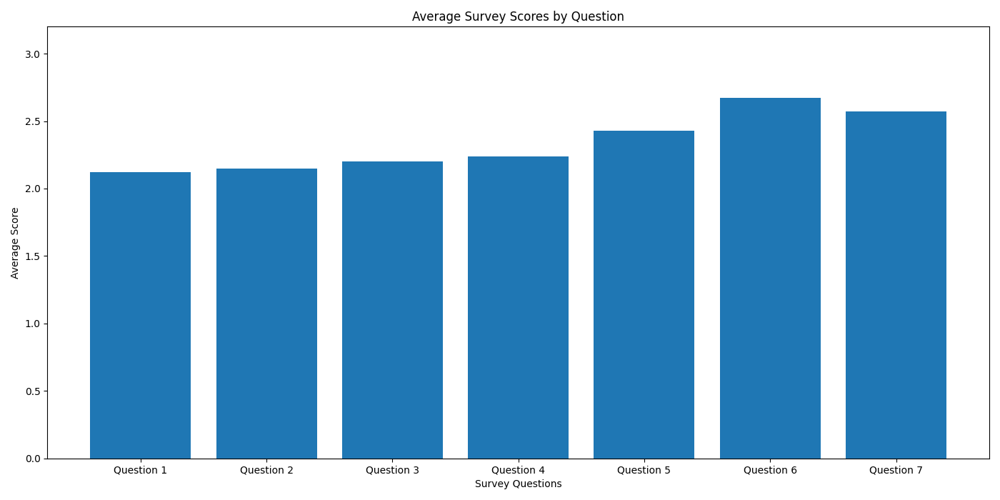 Average Survey Scores by Question
3.0
2.5
2.0
1.5
1.0
0.5
0.0
Average Score
Question 1 Question 2 Question 3 Question 4 Question 5 Question 6 Question 7
Survey Questions